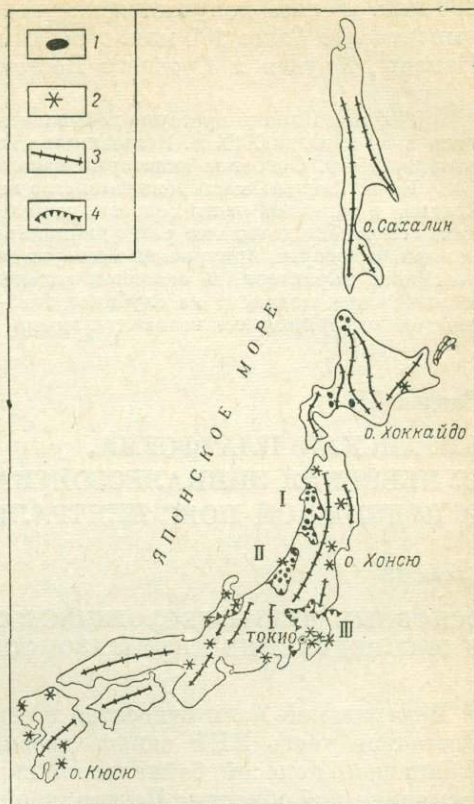 1
2
3
4
о. Сахалин
ЯПОНСКОЕ МОРЕ
о. Хоккайдо
I
II
о. Хонсю
III
ТОКИО
о. Кюсю